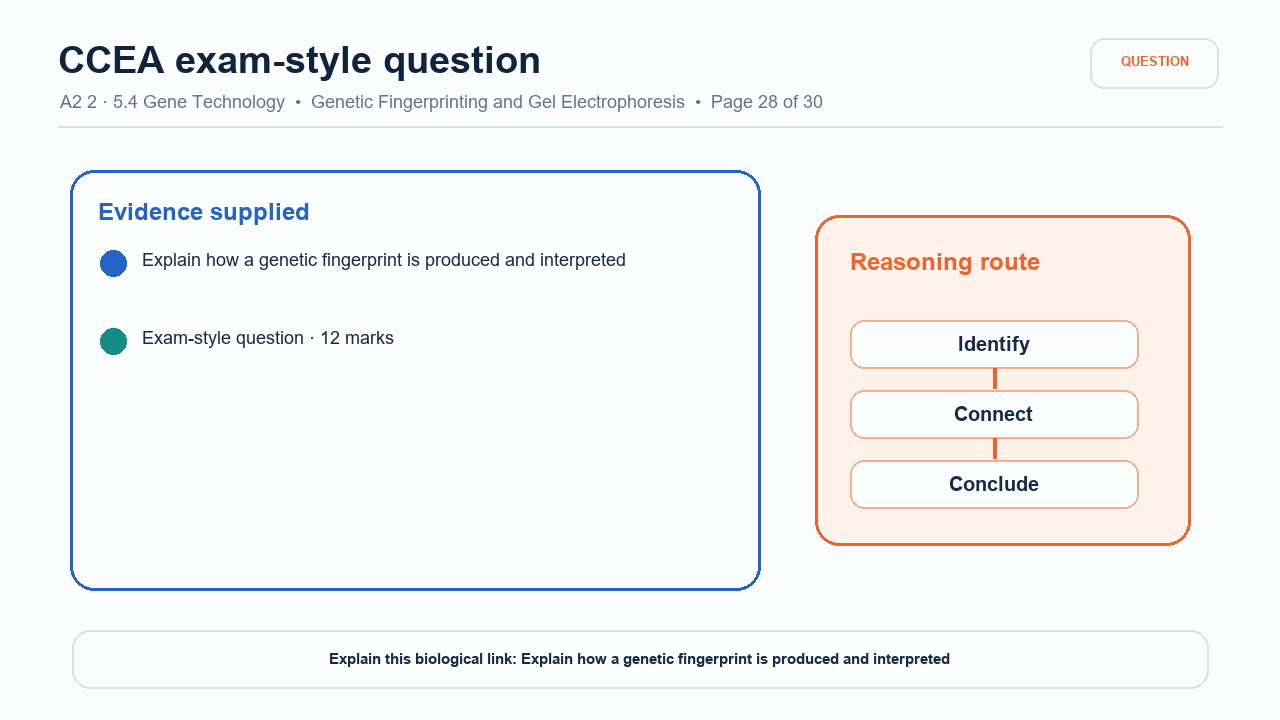 CCEA exam-style question
QUESTION
A2 2 · 5.4 Gene Technology • Genetic Fingerprinting and Gel Electrophoresis • Page 28 of 30
Evidence supplied
Explain how a genetic fingerprint is produced and interpreted
Exam-style question · 12 marks
Reasoning route
Identify
Connect
Conclude
Explain this biological link: Explain how a genetic fingerprint is produced and interpreted